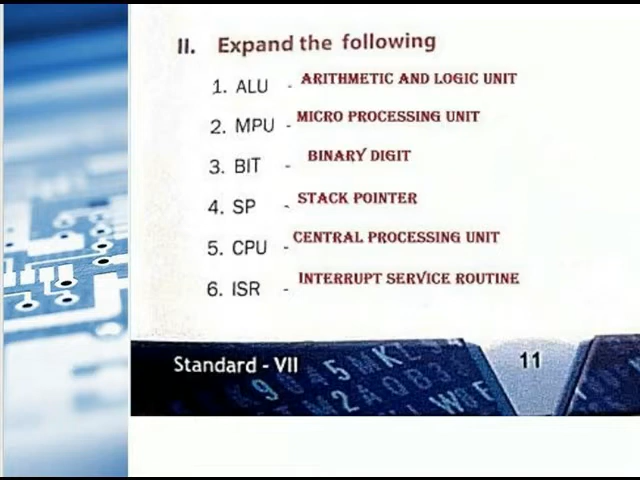 II. Expand the following
1. ALU - ARITHMETIC AND LOGIC UNIT
2. MPU - MICRO PROCESSING UNIT
3. BIT - BINARY DIGIT
4. SP - STACK POINTER
5. CPU - CENTRAL PROCESSING UNIT
6. ISR - INTERRUPT SERVICE ROUTINE
Standard - VII
11